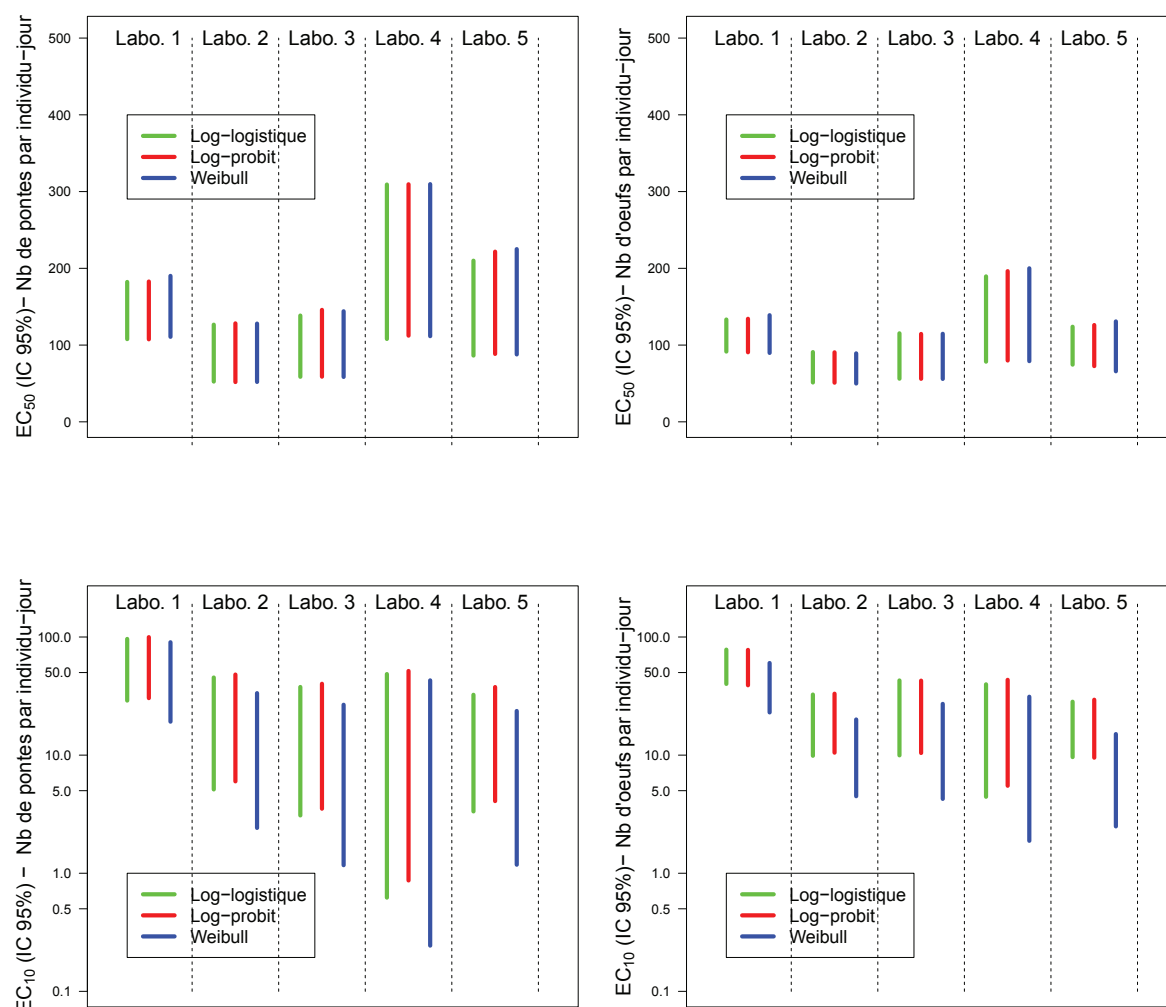 EC50 (IC 95%)− Nb de pontes par individu−jour
500
400
300
200
100
0
Labo. 1 Labo. 2 Labo. 3 Labo. 4 Labo. 5
Log−logistique
Log−probit
Weibull
EC50 (IC 95%)− Nb d'oeufs par individu−jour
500
400
300
200
100
0
Labo. 1 Labo. 2 Labo. 3 Labo. 4 Labo. 5
Log−logistique
Log−probit
Weibull
EC10 (IC 95%) − Nb de pontes par individu−jour
100.0
50.0
10.0
5.0
1.0
0.5
0.1
Labo. 1 Labo. 2 Labo. 3 Labo. 4 Labo. 5
Log−logistique
Log−probit
Weibull
EC10 (IC 95%)− Nb d'oeufs par individu−jour
100.0
50.0
10.0
5.0
1.0
0.5
0.1
Labo. 1 Labo. 2 Labo. 3 Labo. 4 Labo. 5
Log−logistique
Log−probit
Weibull